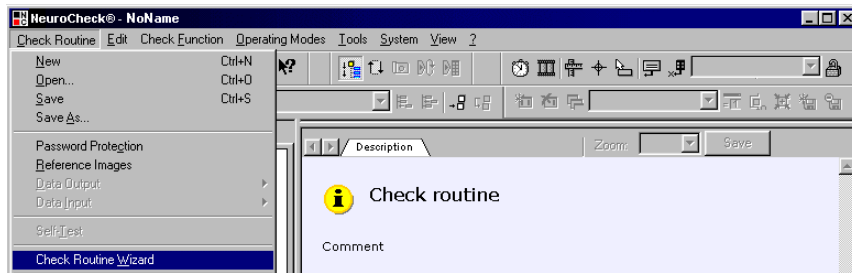 NeuroCheck® - NoName
Check Routine Edit Check Function Operating Modes Tools System View ?
New Ctrl+N
Open... Ctrl+O
Save Ctrl+S
Save As...
Password Protection
Reference Images
Data Output
Data Input
Self-Test
Check Routine Wizard
Description
Zoom:
Save
Check routine
Comment